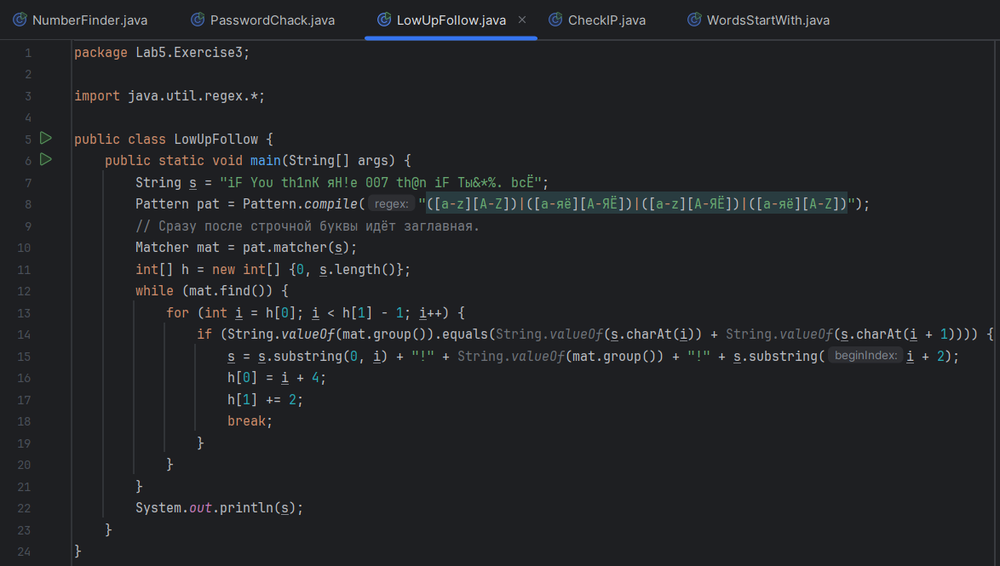 NumberFinder.java PasswordChack.java LowUpFollow.java × CheckIP.java WordsStartWith.java
1 package Lab5.Exercise3;
2
3 import java.util.regex.*;
4
5 public class LowUpFollow {
6 public static void main(String[] args) {
7 String s = "iF You th1nK яН!е 007 th@n iF Ты&*%. bcЁ";
8 Pattern pat = Pattern.compile( regex: "([a-z][A-Z])|([а-яё][А-ЯЁ])|([a-z][А-ЯЁ])|([а-яё][A-Z])");
9 // Сразу после строчной буквы идёт заглавная.
10 Matcher mat = pat.matcher(s);
11 int[] h = new int[] {0, s.length()};
12 while (mat.find()) {
13 for (int i = h[0]; i < h[1] - 1; i++) {
14 if (String.valueOf(mat.group()).equals(String.valueOf(s.charAt(i)) + String.valueOf(s.charAt(i + 1)))) {
15 s = s.substring(0, i) + "!" + String.valueOf(mat.group()) + "!" + s.substring( beginIndex: i + 2);
16 h[0] = i + 4;
17 h[1] += 2;
18 break;
19 }
20 }
21 }
22 System.out.println(s);
23 }
24 }